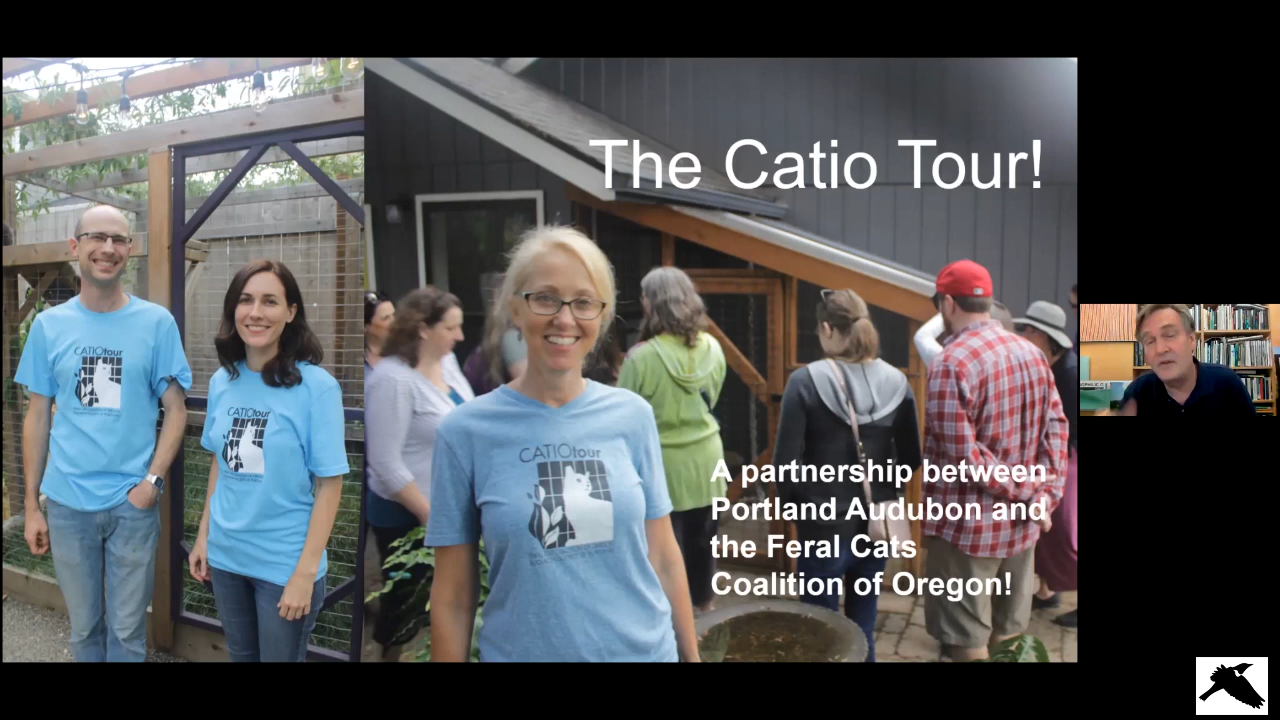 The Catio Tour!
CATIOtour
CATIOtour
CATIOtour
A partnership between
Portland Audubon and
the Feral Cats
Coalition of Oregon!